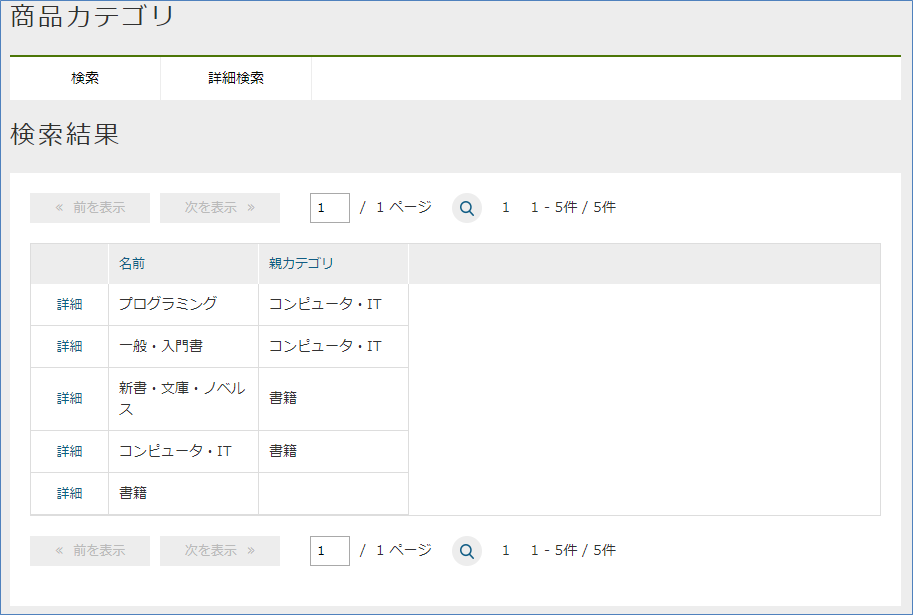 商品カテゴリ
検索 詳細検索
検索結果
« 前を表示 次を表示 » 1 / 1 ページ 1 1 - 5件 / 5件
名前 親カテゴリ
詳細 プログラミング コンピュータ・IT
詳細 一般・入門書 コンピュータ・IT
詳細 新書・文庫・ノベル
ス 書籍
詳細 コンピュータ・IT 書籍
詳細 書籍
« 前を表示 次を表示 » 1 / 1 ページ 1 1 - 5件 / 5件